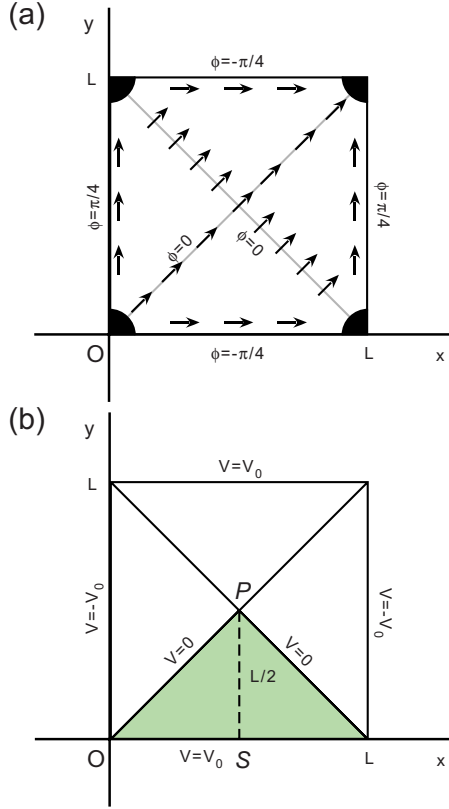 (a)
y
L
ϕ=-π/4
ϕ=π/4
ϕ=π/4
ϕ=0
ϕ=0
O
ϕ=-π/4
L
x
(b)
y
V=V₀
L
P
V=-V₀
V=-V₀
V=0
V=0
L/2
O
V=V₀
S
L
x